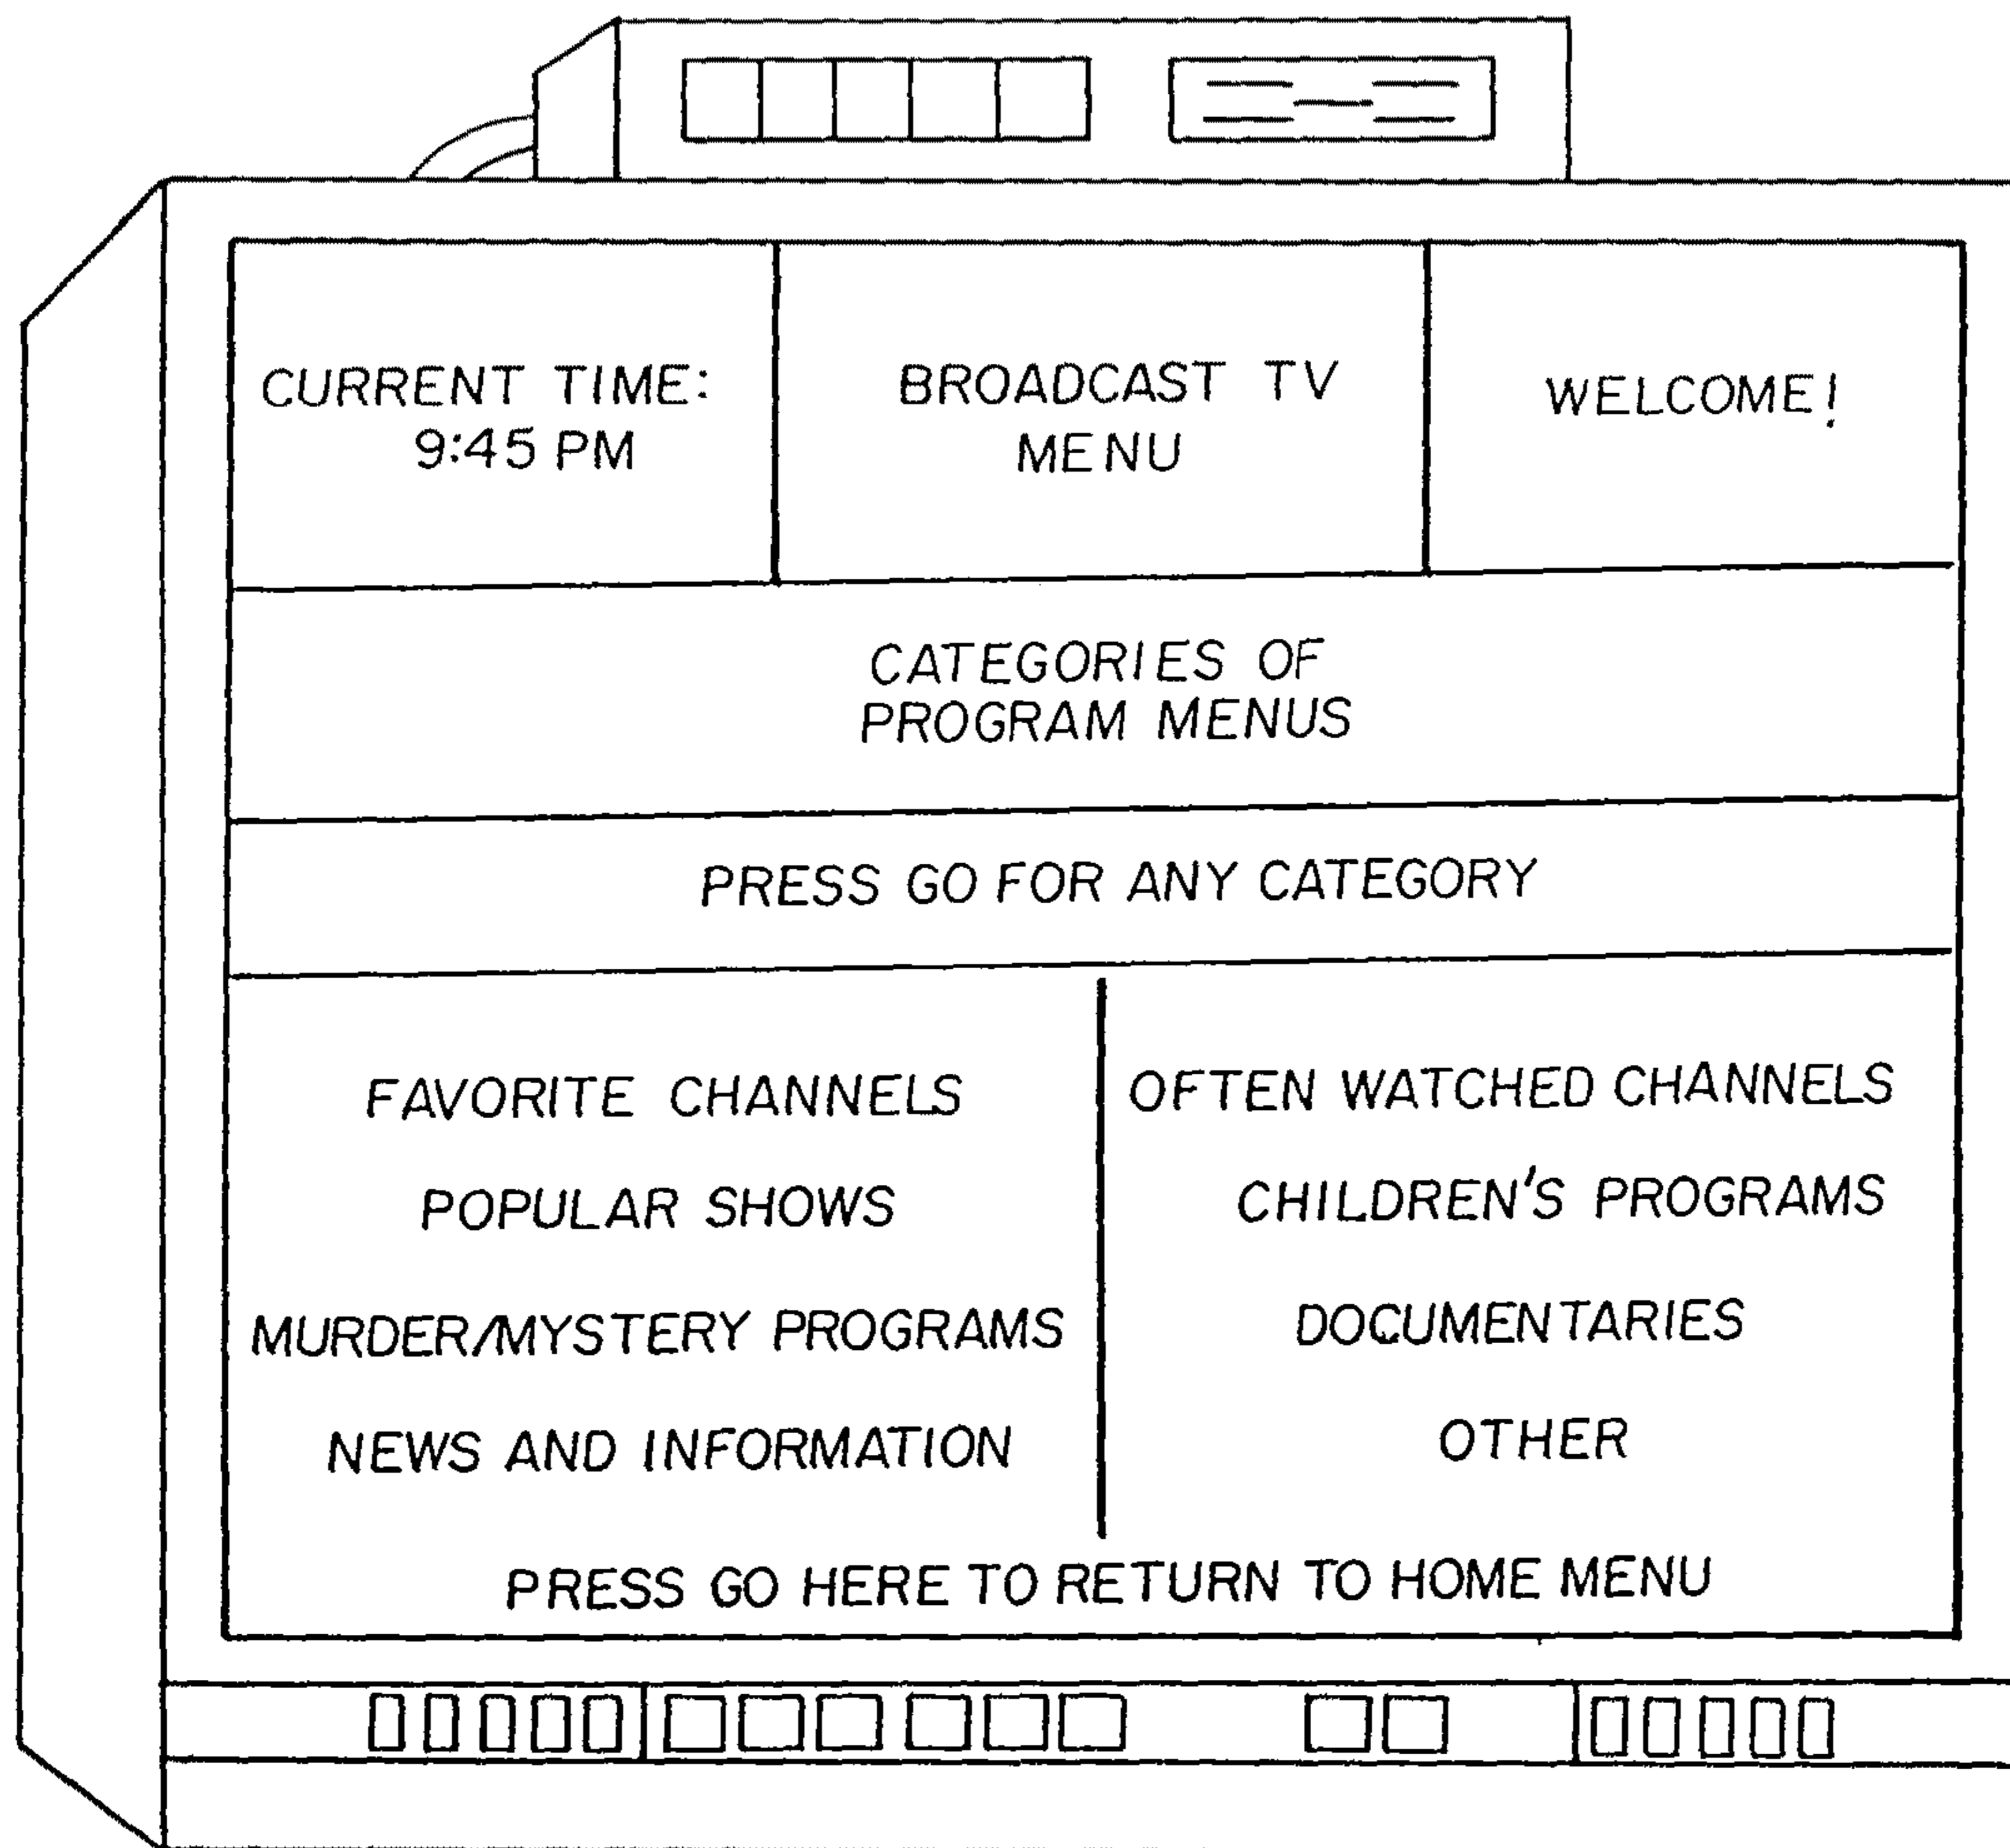 CURRENT TIME:
9:45 PM
BROADCAST TV
MENU
WELCOME!
CATEGORIES OF
PROGRAM MENUS
PRESS GO FOR ANY CATEGORY
FAVORITE CHANNELS
POPULAR SHOWS
MURDER/MYSTERY PROGRAMS
NEWS AND INFORMATION
OFTEN WATCHED CHANNELS
CHILDREN'S PROGRAMS
DOCUMENTARIES
OTHER
PRESS GO HERE TO RETURN TO HOME MENU